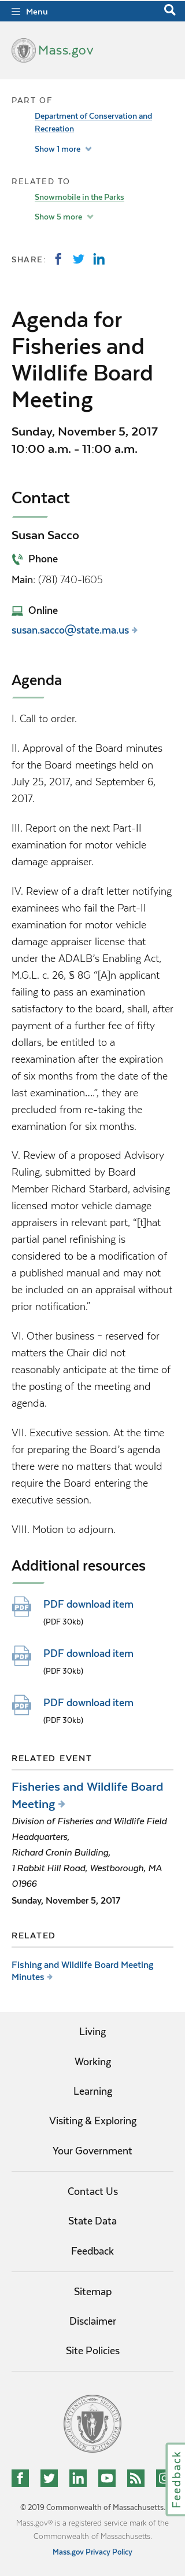 Menu
Mass.gov
PART OF
Department of Conservation and
Recreation
Show 1 more
RELATED TO
Snowmobile in the Parks
Show 5 more
SHARE:
Agenda for
Fisheries and
Wildlife Board
Meeting
Sunday, November 5, 2017
10:00 a.m. - 11:00 a.m.
Contact
Susan Sacco
Phone
Main: (781) 740-1605
Online
susan.sacco@state.ma.us
Agenda
I. Call to order.
II. Approval of the Board minutes
for the Board meetings held on
July 25, 2017, and September 6,
2017.
III. Report on the next Part-II
examination for motor vehicle
damage appraiser.
IV. Review of a draft letter notifying
examinees who fail the Part-II
examination for motor vehicle
damage appraiser license that
under the ADALB's Enabling Act,
M.G.L. c. 26, § 8G “[A]n applicant
failing to pass an examination
satisfactory to the board, shall, after
payment of a further fee of fifty
dollars, be entitled to a
reexamination after the expiration
of six months from the date of the
last examination....”, they are
precluded from re-taking the
examination for six months.
V. Review of a proposed Advisory
Ruling, submitted by Board
Member Richard Starbard, advising
licensed motor vehicle damage
appraisers in relevant part, “[t]hat
partial panel refinishing is
considered to be a modification of
a published manual and may not
be included on an appraisal without
prior negotiation.”
VI. Other business – reserved for
matters the Chair did not
reasonably anticipate at the time of
the posting of the meeting and
agenda.
VII. Executive session. At the time
for preparing the Board's agenda
there were no matters that would
require the Board entering the
executive session.
VIII. Motion to adjourn.
Additional resources
PDF
PDF download item
(PDF 30kb)
PDF
PDF download item
(PDF 30kb)
PDF
PDF download item
(PDF 30kb)
RELATED EVENT
Fisheries and Wildlife Board
Meeting
Division of Fisheries and Wildlife Field
Headquarters,
Richard Cronin Building,
1 Rabbit Hill Road, Westborough, MA
01966
Sunday, November 5, 2017
RELATED
Fishing and Wildlife Board Meeting
Minutes
Living
Working
Learning
Visiting & Exploring
Your Government
Contact Us
State Data
Feedback
Sitemap
Disclaimer
Site Policies
Feedback
© 2019 Commonwealth of Massachusetts.
Mass.gov® is a registered service mark of the
Commonwealth of Massachusetts.
Mass.gov Privacy Policy